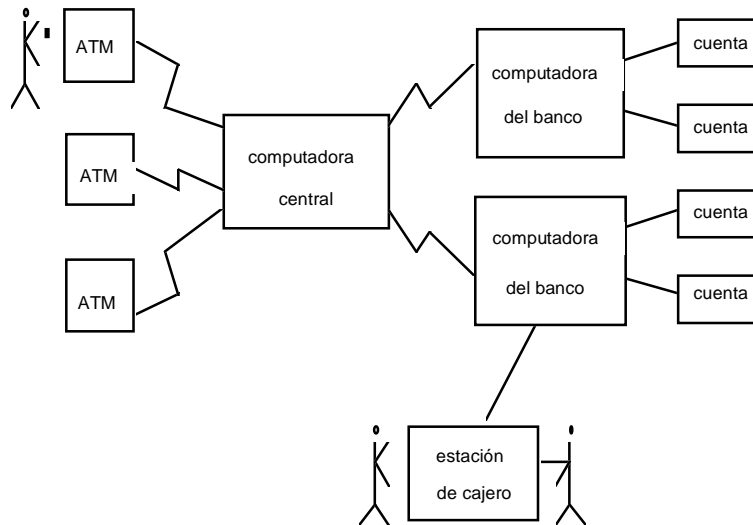 ATM
ATM
ATM
computadora
central
computadora
del banco
computadora
del banco
cuenta
cuenta
cuenta
cuenta
estación
de cajero